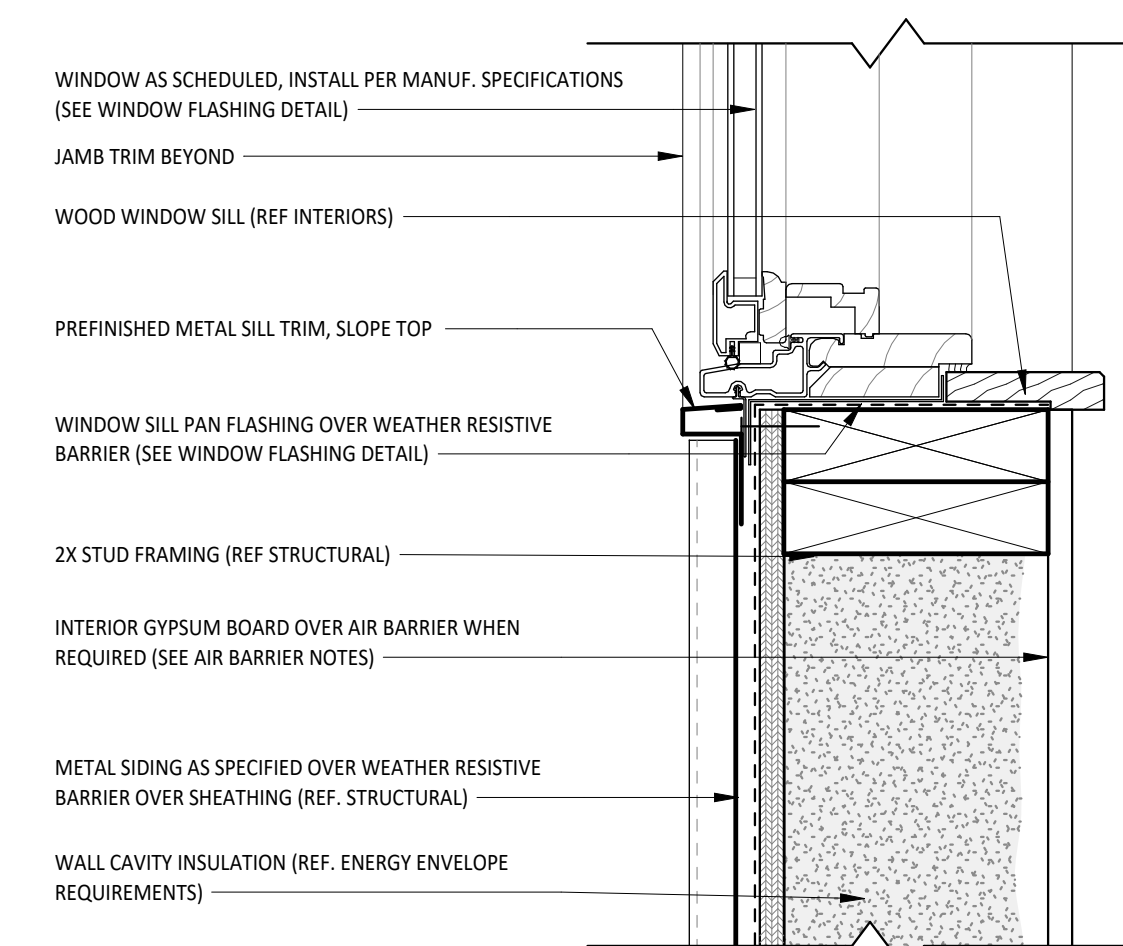 WINDOW AS SCHEDULED, INSTALL PER MANUF. SPECIFICATIONS
(SEE WINDOW FLASHING DETAIL)
JAMB TRIM BEYOND
WOOD WINDOW SILL (REF INTERIORS)
PREFINISHED METAL SILL TRIM, SLOPE TOP
WINDOW SILL PAN FLASHING OVER WEATHER RESISTIVE
BARRIER (SEE WINDOW FLASHING DETAIL)
2X STUD FRAMING (REF STRUCTURAL)
INTERIOR GYPSUM BOARD OVER AIR BARRIER WHEN
REQUIRED (SEE AIR BARRIER NOTES)
METAL SIDING AS SPECIFIED OVER WEATHER RESISTIVE
BARRIER OVER SHEATHING (REF. STRUCTURAL)
WALL CAVITY INSULATION (REF. ENERGY ENVELOPE
REQUIREMENTS)